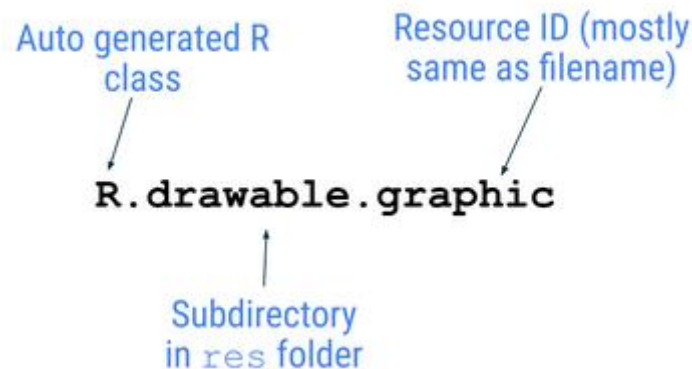 Auto generated R
class
Resource ID (mostly
same as filename)
R.drawable.graphic
Subdirectory
in res folder